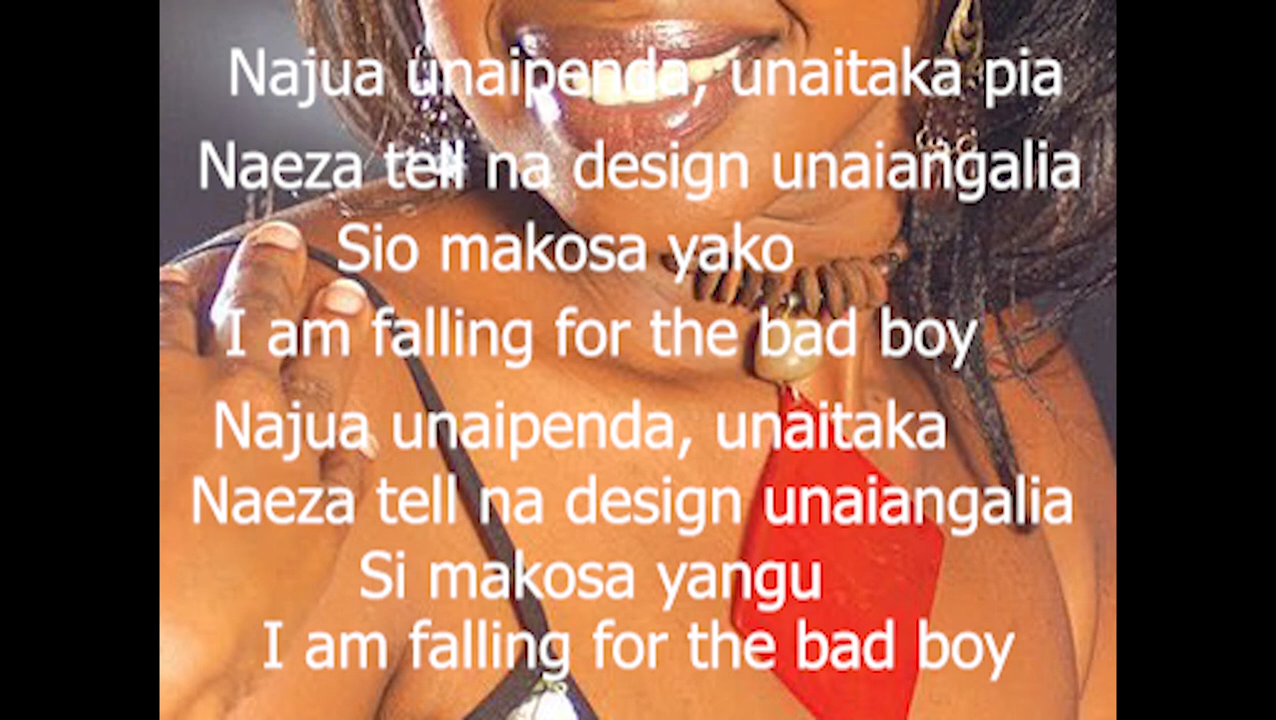 Najua unaipenda, unaitaka pia
Naeza tell na design unaiangalia
Sio makosa yako
I am falling for the bad boy
Najua unaipenda, unaitaka
Naeza tell na design unaiangalia
Si makosa yangu
I am falling for the bad boy